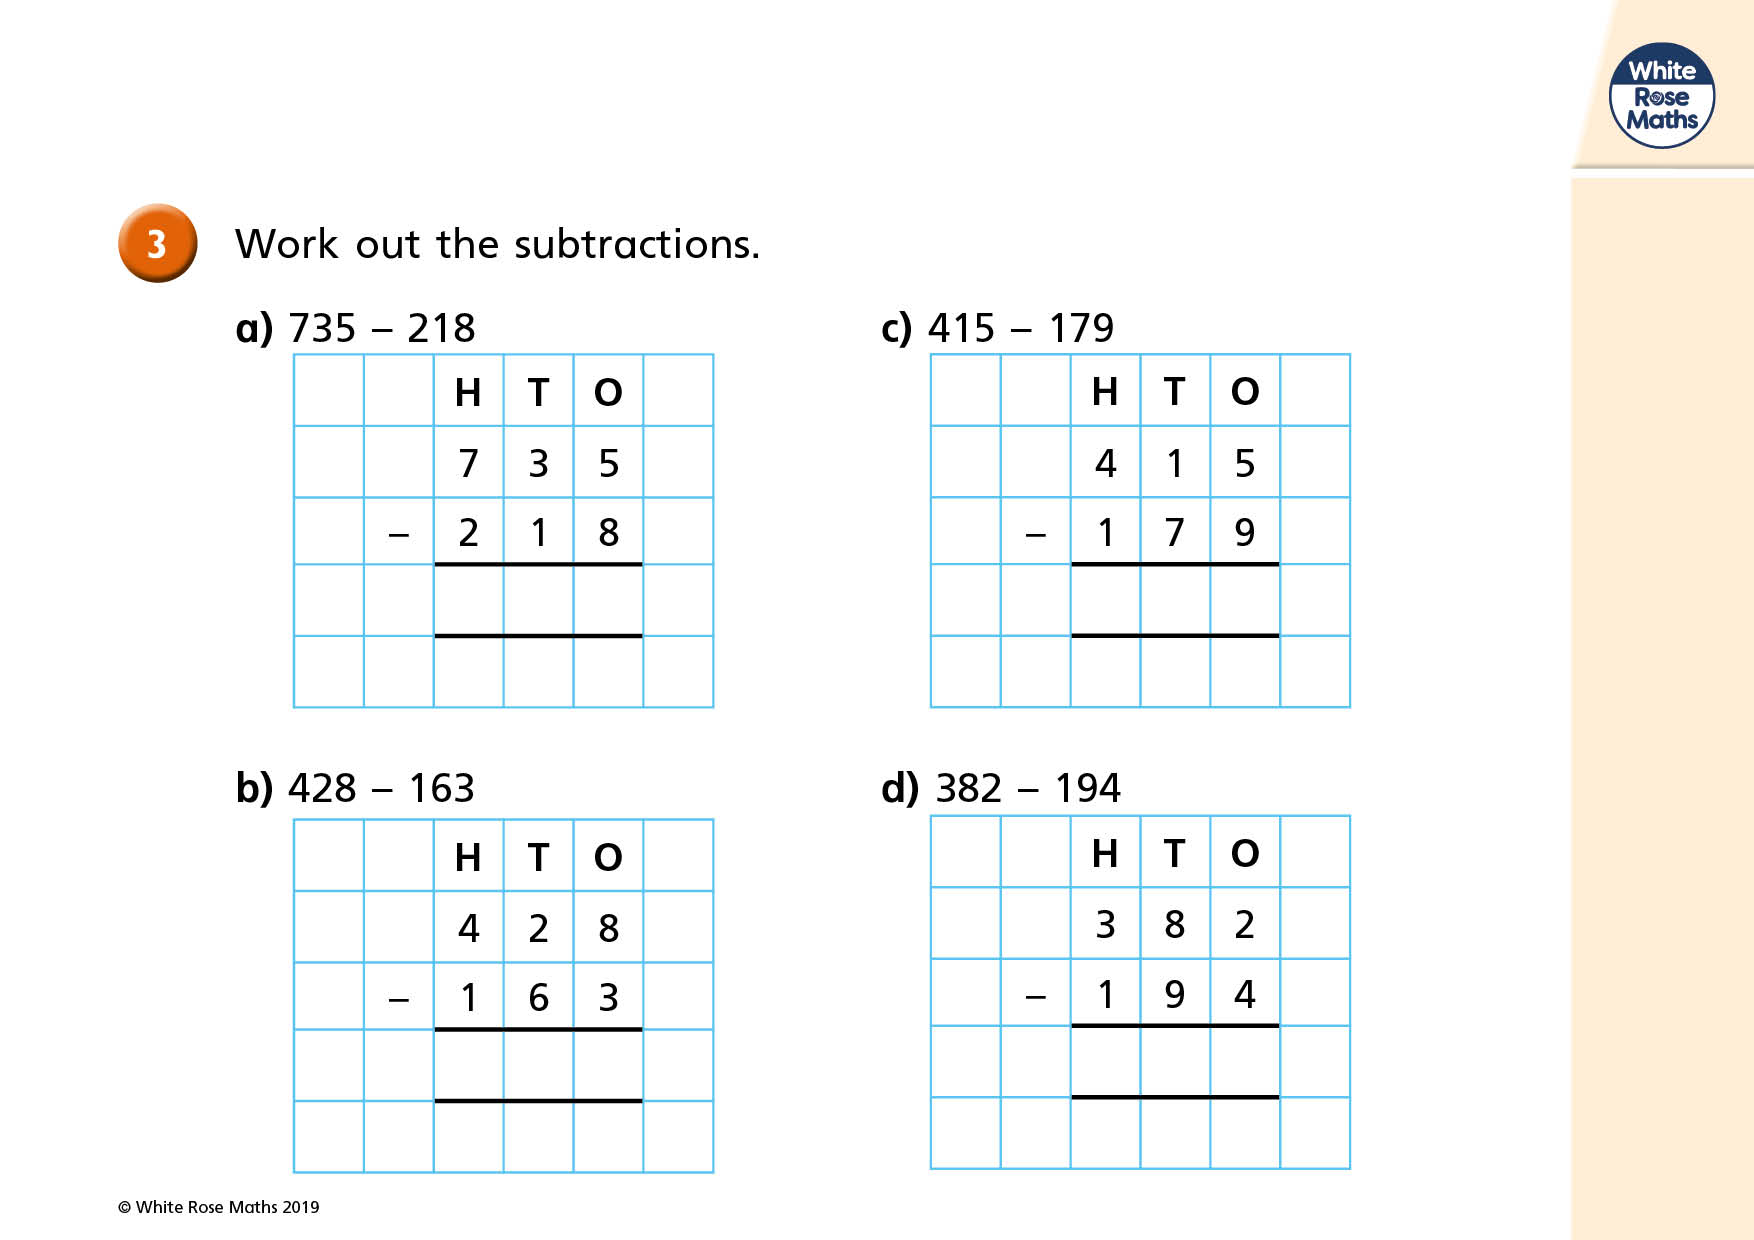 White
Rose
Maths
3 Work out the subtractions.
a) 735 – 218
H T O
7 3 5
– 2 1 8
b) 428 – 163
H T O
4 2 8
– 1 6 3
c) 415 – 179
H T O
4 1 5
– 1 7 9
d) 382 – 194
H T O
3 8 2
– 1 9 4
© White Rose Maths 2019